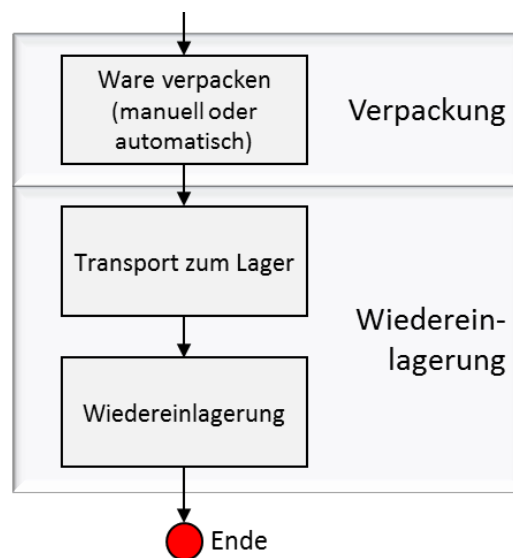 Ware verpacken
(manuell oder
automatisch)
Verpackung
Transport zum Lager
Wiederein-
lagerung
Wiedereinlagerung
Ende